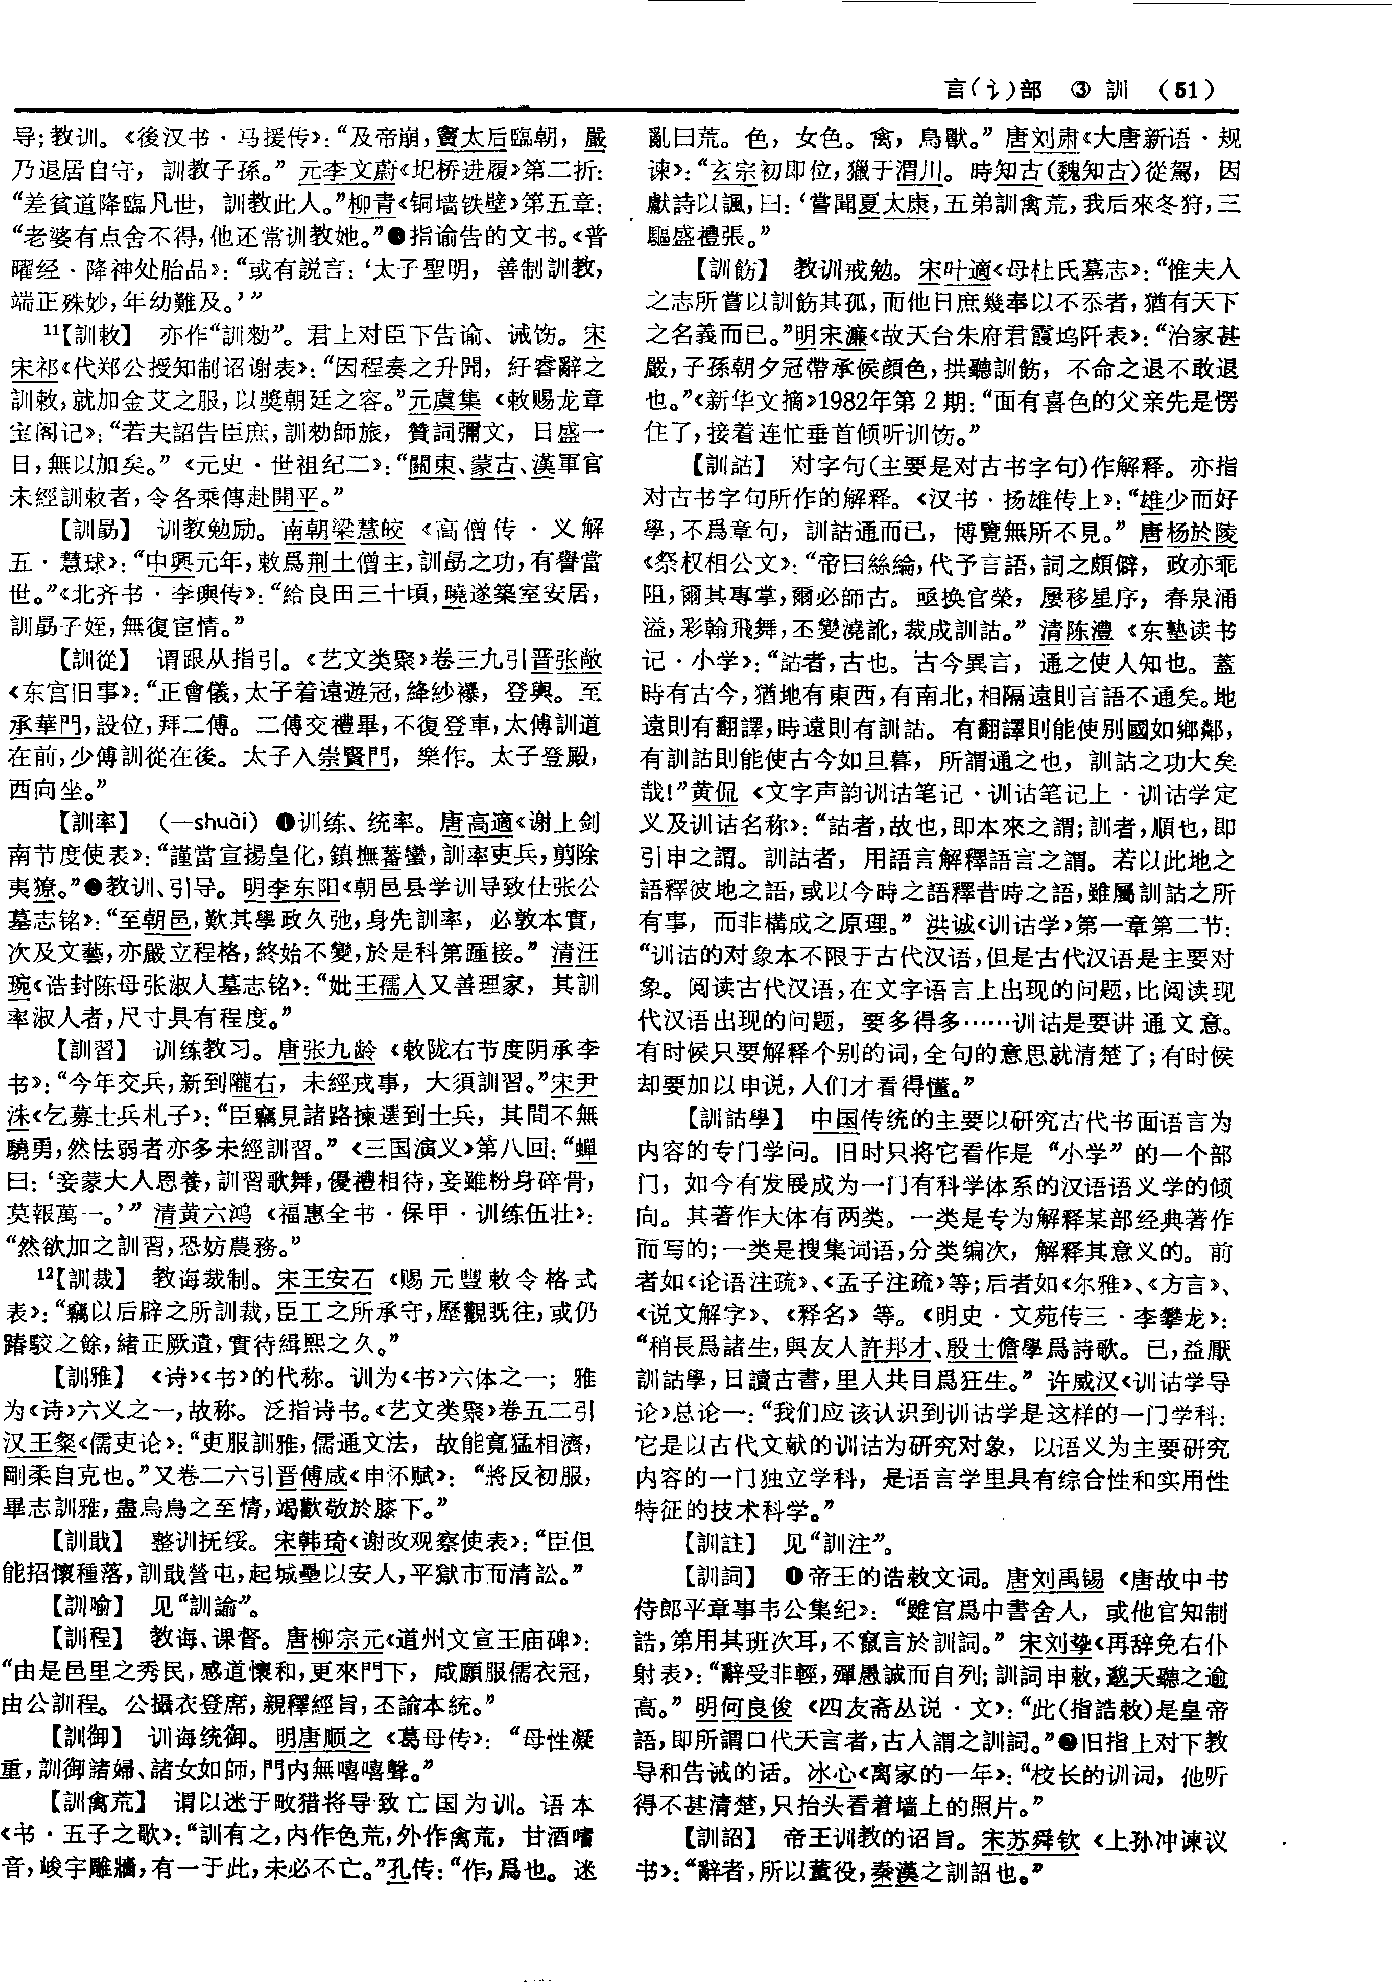 言(讠)部　③　訓　(51)
导;教训。《後汉书·马援传》:“及帝崩,竇太后臨朝,嚴
乃退居自守,訓教子孫。”元李文蔚《圯桥进履》第二折:
“差貧道降臨凡世,訓教此人。”柳青《铜墙铁壁》第五章:
“老婆有点舍不得,他还常训教她。”❸指谕告的文书。《普
曜经·降神处胎品》:“或有説言:‘太子聖明,善制訓教,
端正殊妙,年幼難及。’”
11【訓敕】　亦作“訓勑”。君上对臣下告谕、诫饬。宋
宋祁《代郑公授知制诏谢表》:“因程奏之升聞,紆睿辭之
訓敕,就加金艾之服,以奬朝廷之容。”元虞集《敕赐龙章
宝阁记》:“若夫詔告臣庶,訓勑師旅,贊詞彌文,日盛一
日,無以加矣。”《元史·世祖纪二》:“關東、蒙古、漢軍官
未經訓敕者,令各乘傳赴開平。”
【訓勗】　训教勉励。南朝梁慧皎《高僧传·义解
五·慧球》:“中興元年,敕爲荆土僧主,訓勗之功,有譽當
世。”《北齐书·李璵传》:“給良田三十頃,曉遂築室安居,
訓勗子姪,無復宦情。”
【訓從】　谓跟从指引。《艺文类聚》卷三九引晋张敞
《东宫旧事》:“正會儀,太子着遠遊冠,絳紗襮,登輿。至
承華門,設位,拜二傅。二傅交禮畢,不復登車,太傅訓道
在前,少傅訓從在後。太子入崇賢門,樂作。太子登殿,
西向坐。”
【訓率】　(—shuài)　❶训练、统率。唐高適《谢上剑
南节度使表》:“謹當宣揚皇化,鎮撫蕃蠻,訓率吏兵,剪除
夷獠。”❷教训、引导。明李东阳《朝邑县学训导致仕张公
墓志铭》:“至朝邑,歎其學政久弛,身先訓率,必敦本實,
次及文藝,亦嚴立程格,終始不變,於是科第踵接。”清汪
琬《诰封陈母张淑人墓志铭》:“妣王孺人又善理家,其訓
率淑人者,尺寸具有程度。”
【訓習】　训练教习。唐张九龄《敕陇右节度阴承李
书》:“今年交兵,新到隴右,未經戎事,大須訓習。”宋尹
洙《乞募士兵札子》:“臣竊見諸路揀選到士兵,其間不無
驍勇,然怯弱者亦多未經訓習。”《三国演义》第八回:“蟬
曰:‘妾蒙大人恩養,訓習歌舞,優禮相待,妾雖粉身碎骨,
莫報萬一。’”清黄六鸿《福惠全书·保甲·训练伍壮》:
“然欲加之訓習,恐妨農務。”
12【訓裁】　教诲裁制。宋王安石《赐元豐敕令格式
表》:“竊以后辟之所訓裁,臣工之所承守,歷觀既往,或仍
踳駮之餘,緒正厥遺,實待緝熙之久。”
【訓雅】　《诗》《书》的代称。训为《书》六体之一;雅
为《诗》六义之一,故称。泛指诗书。《艺文类聚》卷五二引
汉王粲《儒吏论》:“吏服訓雅,儒通文法,故能寬猛相濟,
剛柔自克也。”又卷二六引晋傅咸《申怀赋》:“將反初服,
畢志訓雅,盡烏鳥之至情,竭歡敬於膝下。”
【訓戢】　整训抚绥。宋韩琦《谢改观察使表》:“臣但
能招懷種落,訓戢營屯,起城壘以安人,平獄市而清訟。”
【訓喻】　见“訓諭”。
【訓程】　教诲、课督。唐柳宗元《道州文宣王庙碑》:
“由是邑里之秀民,感道懷和,更來門下,咸願服儒衣冠,
由公訓程。公攝衣登席,親釋經旨,丕諭本統。”
【訓御】　训诲统御。明唐顺之《葛母传》:“母性凝
重,訓御諸婦、諸女如師,門内無嘻嘻聲。”
【訓禽荒】　谓以迷于畋猎将导致亡国为训。语本
《书·五子之歌》:“訓有之,内作色荒,外作禽荒,甘酒嗜
音,峻宇雕牆,有一于此,未必不亡。”孔传:“作,爲也。迷
亂曰荒。色,女色。禽,鳥獸。”唐刘肃《大唐新语·规
谏》:“玄宗初即位,獵于渭川。時知古(魏知古)從駕,因
獻詩以諷,曰:‘嘗聞夏太康,五弟訓禽荒,我后來冬狩,三
驅盛禮張。”
【訓飭】　教训戒勉。宋叶適《母杜氏墓志》:“惟夫人
之志所嘗以訓飭其孤,而他日庶幾奉以不忝者,猶有天下
之名義而已。”明宋濂《故天台朱府君霞坞阡表》:“治家甚
嚴,子孫朝夕冠帶承候顔色,拱聽訓飭,不命之退不敢退
也。”《新华文摘》1982年第2期:“面有喜色的父亲先是愣
住了,接着连忙垂首倾听训饬。”
【訓詁】　对字句(主要是对古书字句)作解释。亦指
对古书字句所作的解释。《汉书·扬雄传上》:“雄少而好
學,不爲章句,訓詁通而已,博覽無所不見。”唐杨於陵
《祭权相公文》:“帝曰絲綸,代予言語,詞之頗僻,政亦乖
阻,爾其專掌,爾必師古。亟换官榮,屡移星序,春泉涌
溢,彩翰飛舞,丕變澆訛,裁成訓詁。”清陈澧《东塾读书
记·小学》:“詁者,古也。古今異言,通之使人知也。蓋
時有古今,猶地有東西,有南北,相隔遠則言語不通矣。地
遠則有翻譯,時遠則有訓詁。有翻譯則能使别國如鄉鄰,
有訓詁則能使古今如旦暮,所謂通之也,訓詁之功大矣
哉!”黄侃《文字声韵训诂笔记·训诂笔记上·训诂学定
义及训诂名称》:“詁者,故也,即本來之謂;訓者,順也,即
引申之謂。訓詁者,用語言解釋語言之謂。若以此地之
語釋彼地之語,或以今時之語釋昔時之語,雖屬訓詁之所
有事,而非構成之原理。”洪诚《训诂学》第一章第二节:
“训诂的对象本不限于古代汉语,但是古代汉语是主要对
象。阅读古代汉语,在文字语言上出现的问题,比阅读现
代汉语出现的问题,要多得多……训诂是要讲通文意。
有时候只要解释个别的词,全句的意思就清楚了;有时候
却要加以申说,人们才看得懂。”
【訓詁學】　中国传统的主要以研究古代书面语言为
内容的专门学问。旧时只将它看作是“小学”的一个部
门,如今有发展成为一门有科学体系的汉语语义学的倾
向。其著作大体有两类。一类是专为解释某部经典著作
而写的;一类是搜集词语,分类编次,解释其意义的。前
者如《论语注疏》、《孟子注疏》等;后者如《尔雅》、《方言》、
《说文解字》、《释名》等。《明史·文苑传三·李攀龙》:
“稍長爲諸生,與友人許邦才、殷士儋學爲詩歌。已,益厭
訓詁學,日讀古書,里人共目爲狂生。”许威汉《训诂学导
论》总论一:“我们应该认识到训诂学是这样的一门学科:
它是以古代文献的训诂为研究对象,以语义为主要研究
内容的一门独立学科,是语言学里具有综合性和实用性
特征的技术科学。”
【訓註】　见“訓注”。
【訓詞】　❶帝王的诰敕文词。唐刘禹锡《唐故中书
侍郎平章事韦公集纪》:“雖官爲中書舍人,或他官知制
誥,第用其班次耳,不竄言於訓詞。”宋刘挚《再辞免右仆
射表》:“辭受非輕,殫愚誠而自列;訓詞申敕,邈天聽之逾
高。”明何良俊《四友斋丛说·文》:“此(指誥敕)是皇帝
語,即所謂口代天言者,古人謂之訓詞。”❷旧指上对下教
导和告诫的话。冰心《离家的一年》:“校长的训词,他听
得不甚清楚,只抬头看着墙上的照片。”
【訓詔】　帝王训教的诏旨。宋苏舜钦《上孙冲谏议
书》:“辭者,所以董役,秦漢之訓詔也。”